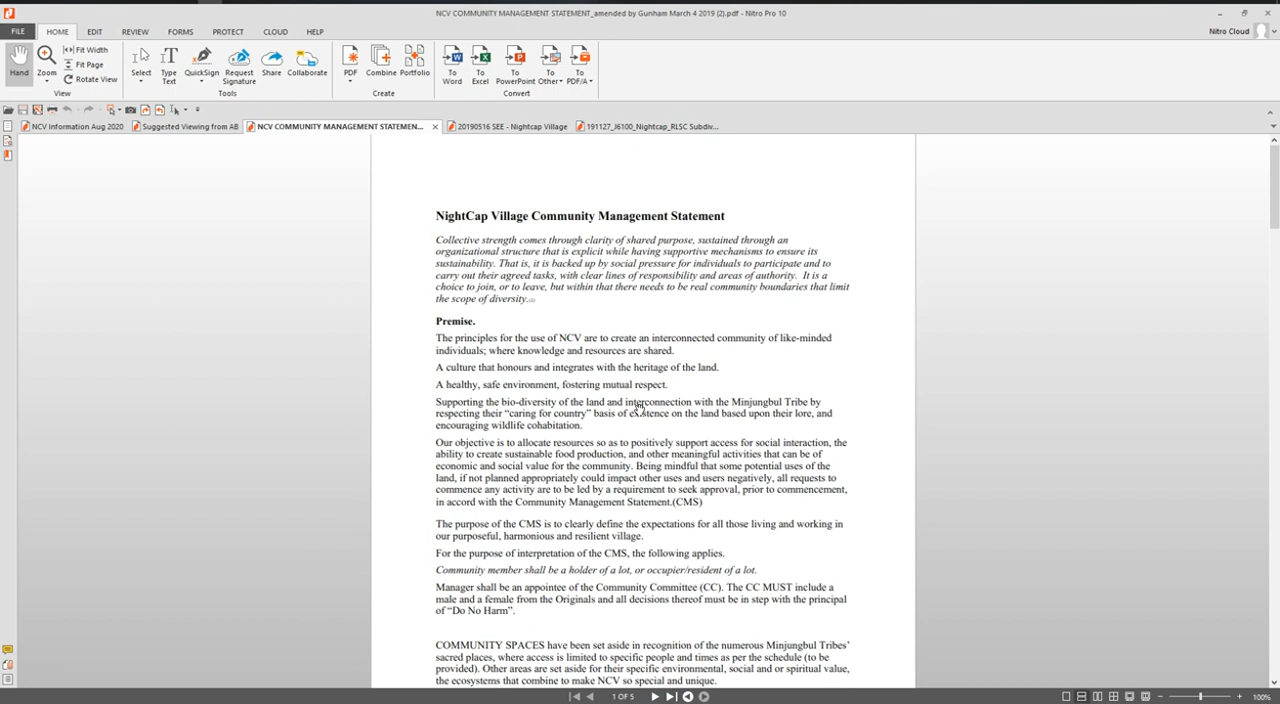 NCV COMMUNITY MANAGEMENT STATEMENT_amended by Gunham March 4 2019 (2).pdf - Nitro Pro 10
FILE HOME EDIT REVIEW FORMS PROTECT CLOUD HELP
Nitro Cloud
Hand
Zoom
Fit Width
Fit Page
Rotate View
View
Select
Type Text
QuickSign
Request Signature
Share
Collaborate
Tools
PDF
Combine
Portfolio
Create
To Word
To Excel
To PowerPoint
To Other
To PDF/A
Convert
NCV Information Aug 2020
Suggested Viewing from AB
NCV COMMUNITY MANAGEMENT STATEMEN...
20190516 SEE - Nightcap Village
191127_J6100_Nightcap_RLSC Subdiv...
NightCap Village Community Management Statement
Collective strength comes through clarity of shared purpose, sustained through an
organizational structure that is explicit while having supportive mechanisms to ensure its
sustainability. That is, it is backed up by social pressure for individuals to participate and to
carry out their agreed tasks, with clear lines of responsibility and areas of authority. It is a
choice to join, or to leave, but within that there needs to be real community boundaries that limit
the scope of diversity.
Premise.
The principles for the use of NCV are to create an interconnected community of like-minded
individuals; where knowledge and resources are shared.
A culture that honours and integrates with the heritage of the land.
A healthy, safe environment, fostering mutual respect.
Supporting the bio-diversity of the land and interconnection with the Minjungbul Tribe by
respecting their “caring for country” basis of existence on the land based upon their lore, and
encouraging wildlife cohabitation.
Our objective is to allocate resources so as to positively support access for social interaction, the
ability to create sustainable food production, and other meaningful activities that can be of
economic and social value for the community. Being mindful that some potential uses of the
land, if not planned appropriately could impact other uses and users negatively, all requests to
commence any activity are to be led by a requirement to seek approval, prior to commencement,
in accord with the Community Management Statement.(CMS)
The purpose of the CMS is to clearly define the expectations for all those living and working in
our purposeful, harmonious and resilient village.
For the purpose of interpretation of the CMS, the following applies.
Community member shall be a holder of a lot, or occupier/resident of a lot.
Manager shall be an appointee of the Community Committee (CC). The CC MUST include a
male and a female from the Originals and all decisions thereof must be in step with the principal
of “Do No Harm”.
COMMUNITY SPACES have been set aside in recognition of the numerous Minjungbul Tribes’
sacred places, where access is limited to specific people and times as per the schedule (to be
provided). Other areas are set aside for their specific environmental, social and or spiritual value,
the ecosystems that combine to make NCV so special and unique.
1 OF 5
100%